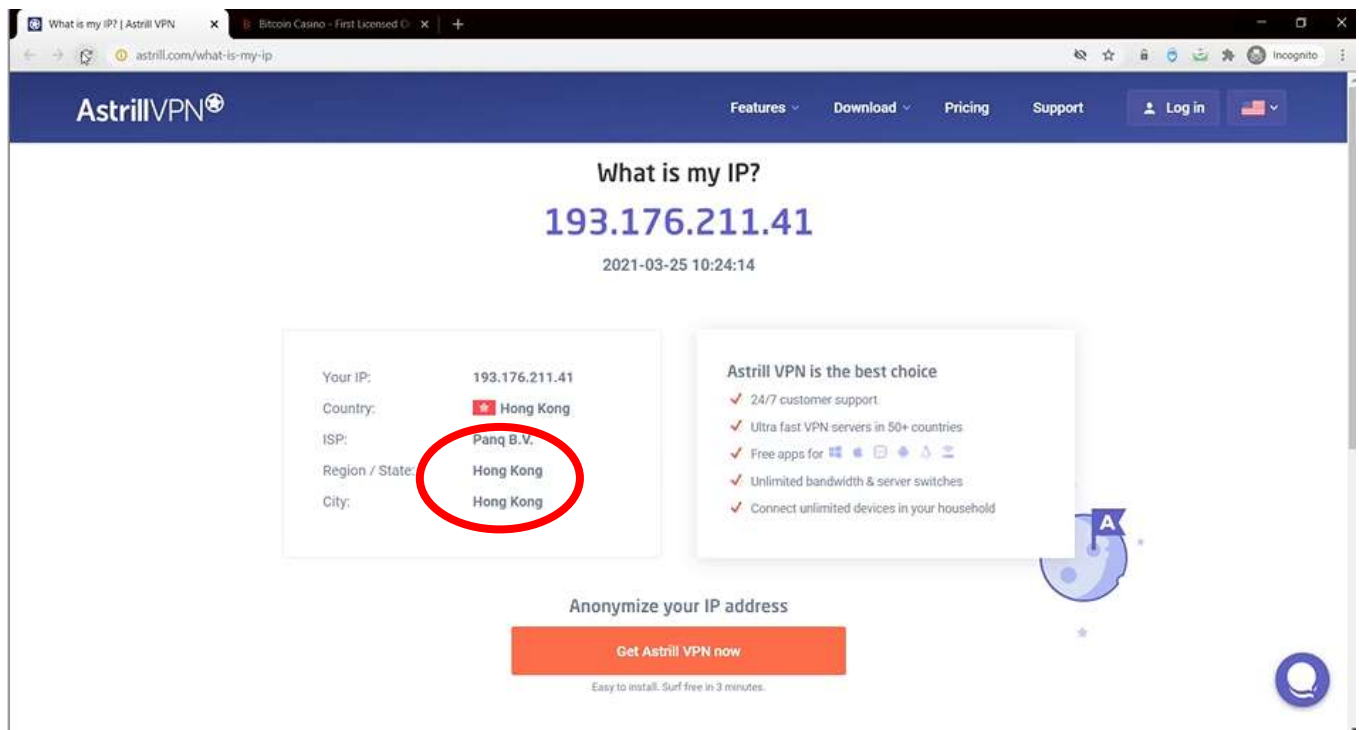 What is my IP? | Astrill VPN
Bitcoin Casino - First Licensed
astrill.com/what-is-my-ip
Incognito
AstrillVPN
Features
Download
Pricing
Support
Log in
What is my IP?
193.176.211.41
2021-03-25 10:24:14
Your IP: 193.176.211.41
Country: Hong Kong
ISP: Panq B.V.
Region / State: Hong Kong
City: Hong Kong
Astrill VPN is the best choice
24/7 customer support
Ultra fast VPN servers in 50+ countries
Free apps for
Unlimited bandwidth & server switches
Connect unlimited devices in your household
A
Anonymize your IP address
Get Astrill VPN now
Easy to install. Surf free in 3 minutes.